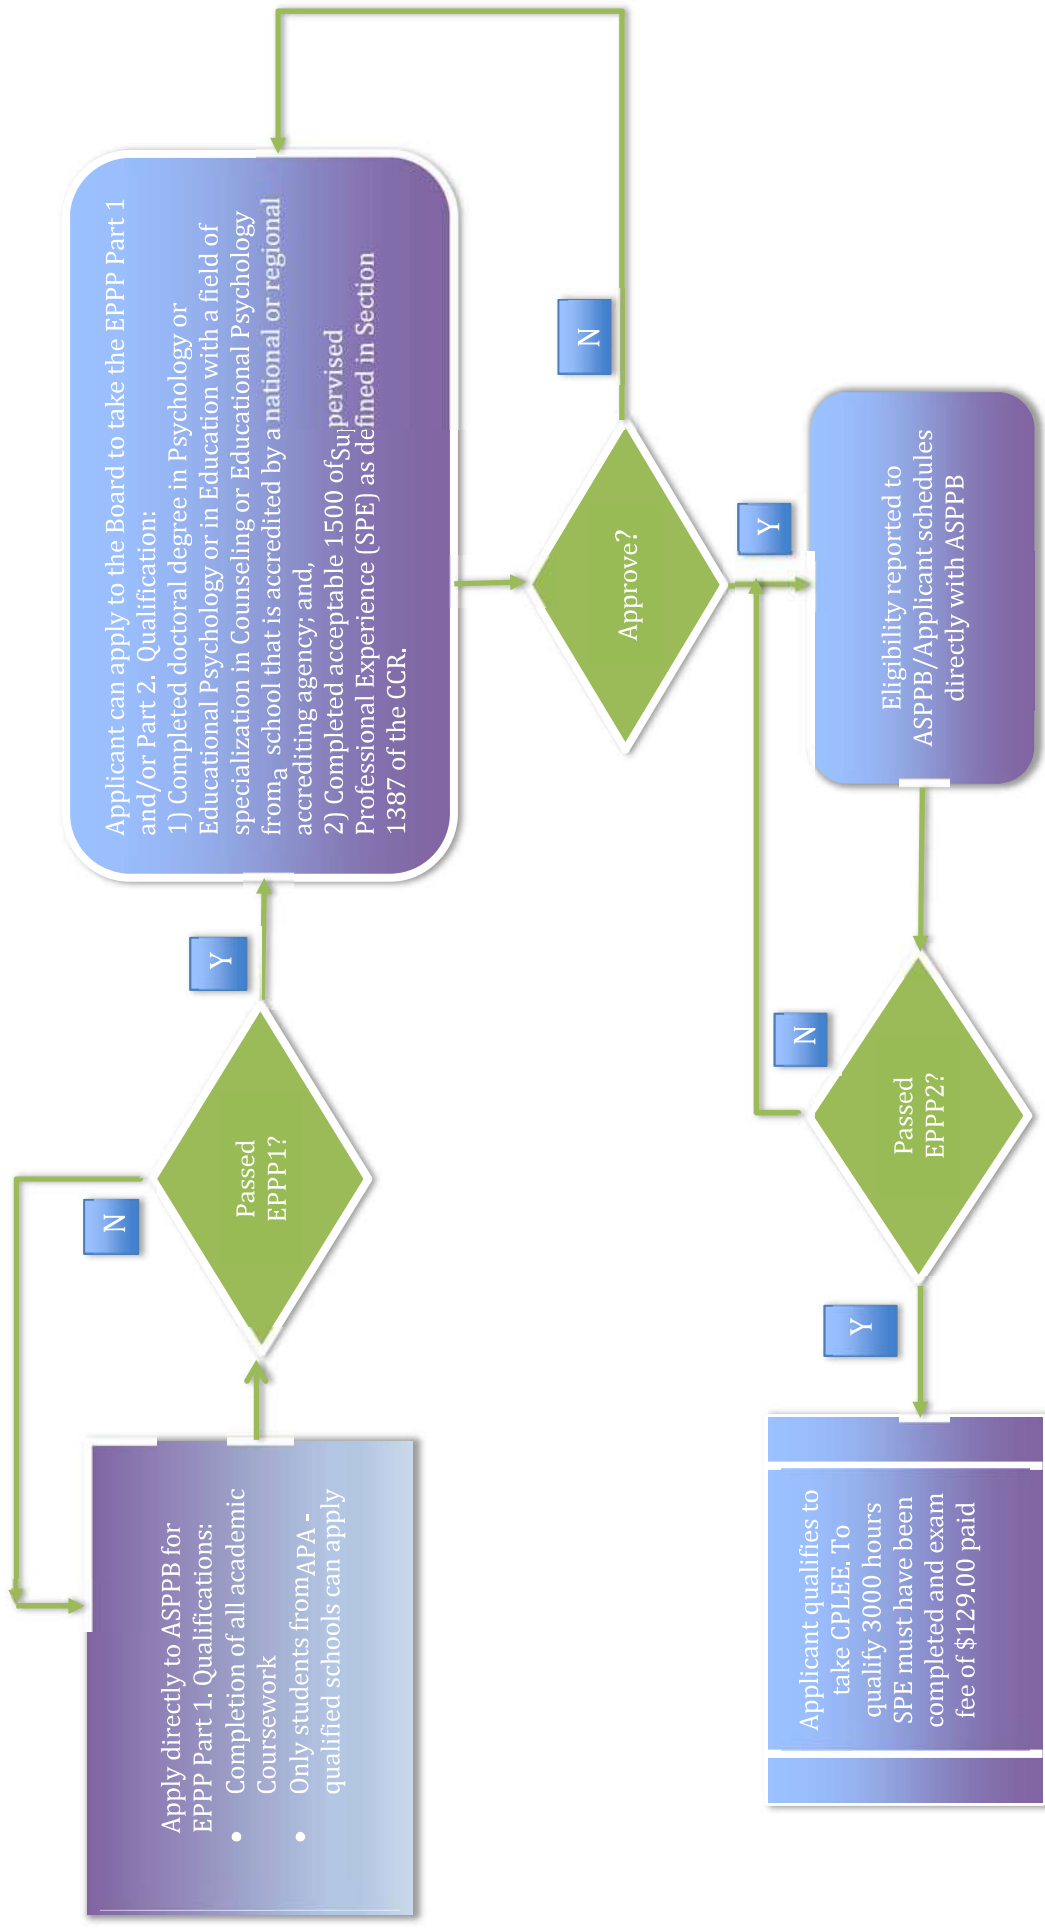 Apply directly to ASPPB for
EPPP Part 1. Qualifications:
• Completion of all academic
Coursework
• Only students from APA -
qualified schools can apply
N
Passed
EPPP1?
Y
Applicant can apply to the Board to take the EPPP Part 1
and/or Part 2. Qualification:
1) Completed doctoral degree in Psychology or
Educational Psychology or in Education with a field of
specialization in Counseling or Educational Psychology
from a school that is accredited by a national or regional
accrediting agency; and,
2) Completed acceptable 1500 of Supervised
Professional Experience (SPE) as defined in Section
1387 of the CCR.
N
Approve?
Y
Eligibility reported to
ASPPB/Applicant schedules
directly with ASPPB
N
Passed
EPPP2?
Y
Applicant qualifies to
take CPLEE. To
qualify 3000 hours
SPE must have been
completed and exam
fee of $129.00 paid